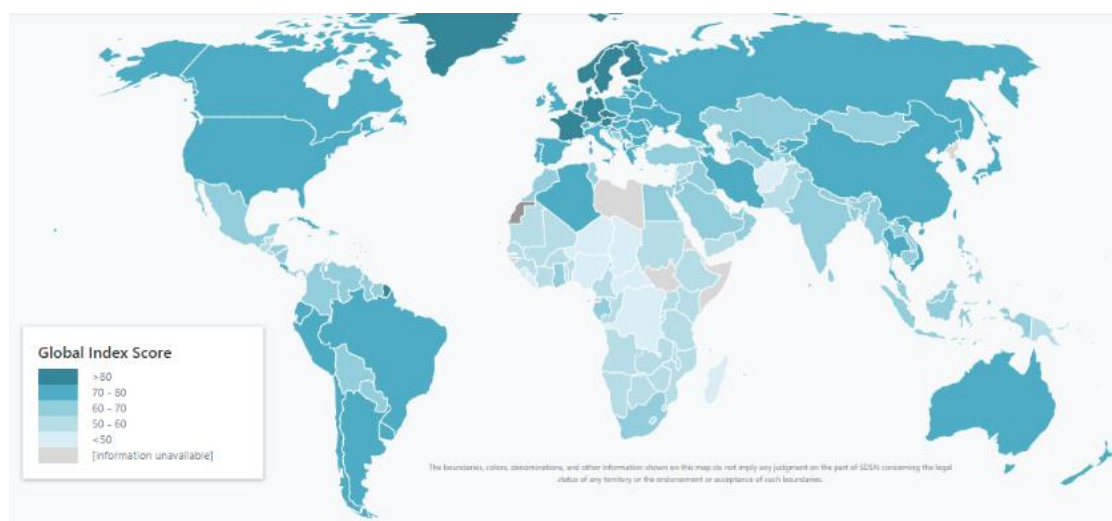 Global Index Score
>80
70 - 80
60 - 70
50 - 60
<50
[information unavailable]
The boundaries, colors, denominations, and other information shown on this map do not imply any judgment on the part of SDSN concerning the legal
status of any territory or the endorsement or acceptance of such boundaries.